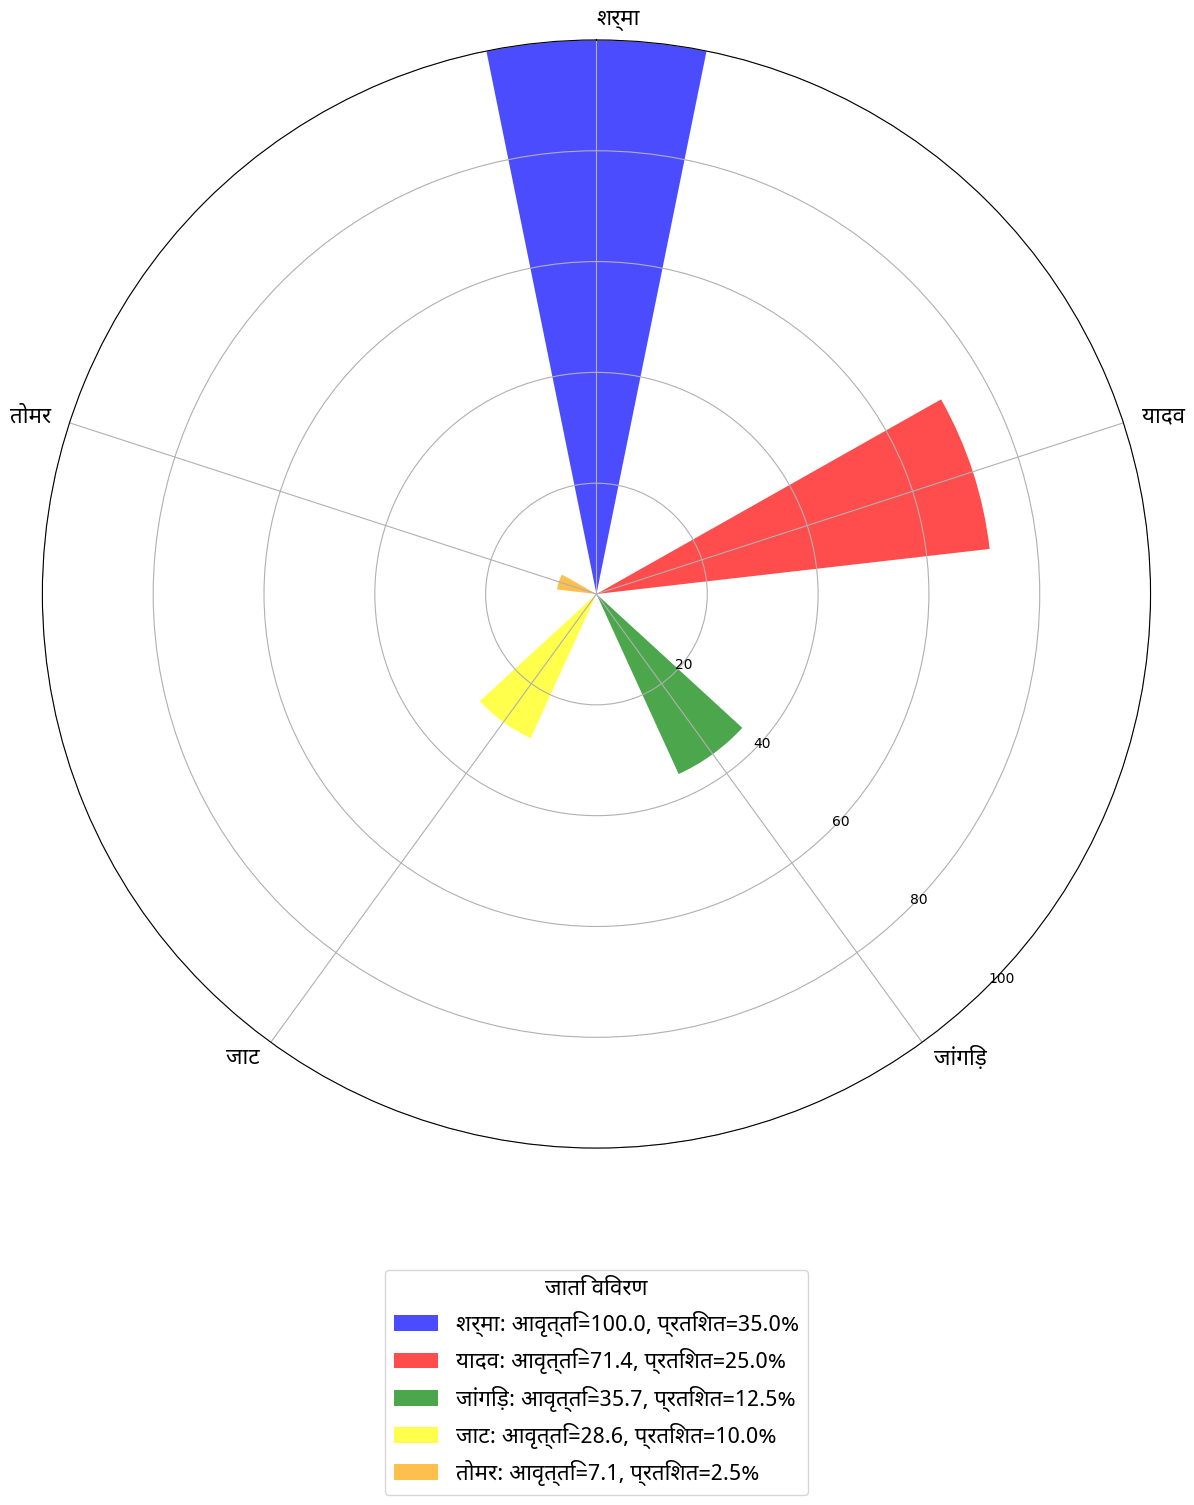 शर्मा
तोमर
यादव
20
40
60
80
100
जाट
जांगड़ि
जाति विवरण
शर्मा: आवृत्ति=100.0, प्रतिशत=35.0%
यादव: आवृत्ति=71.4, प्रतिशत=25.0%
जांगड़ि: आवृत्ति=35.7, प्रतिशत=12.5%
जाट: आवृत्ति=28.6, प्रतिशत=10.0%
तोमर: आवृत्ति=7.1, प्रतिशत=2.5%